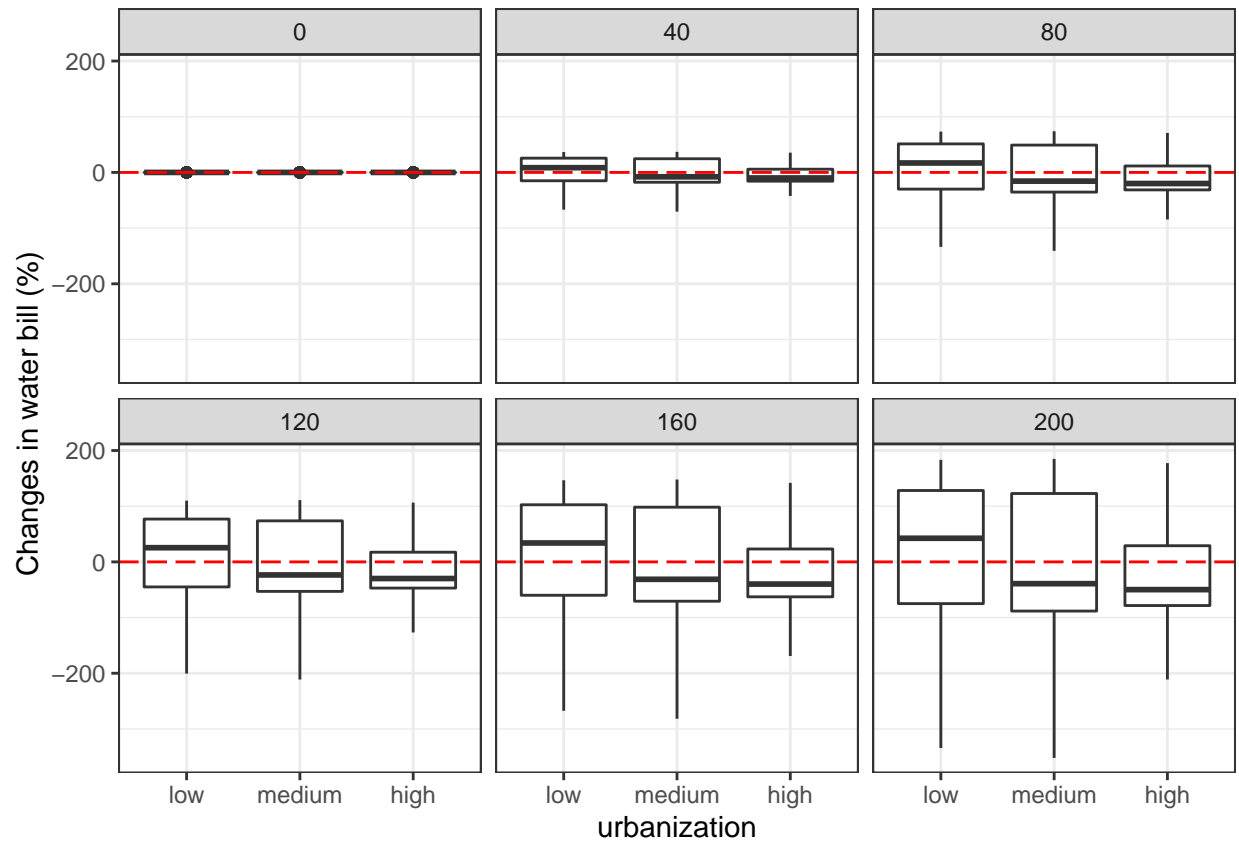 0 40 80
200
0
−200
120 160 200
200
0
−200
low medium high low medium high low medium high
urbanization
Changes in water bill (%)